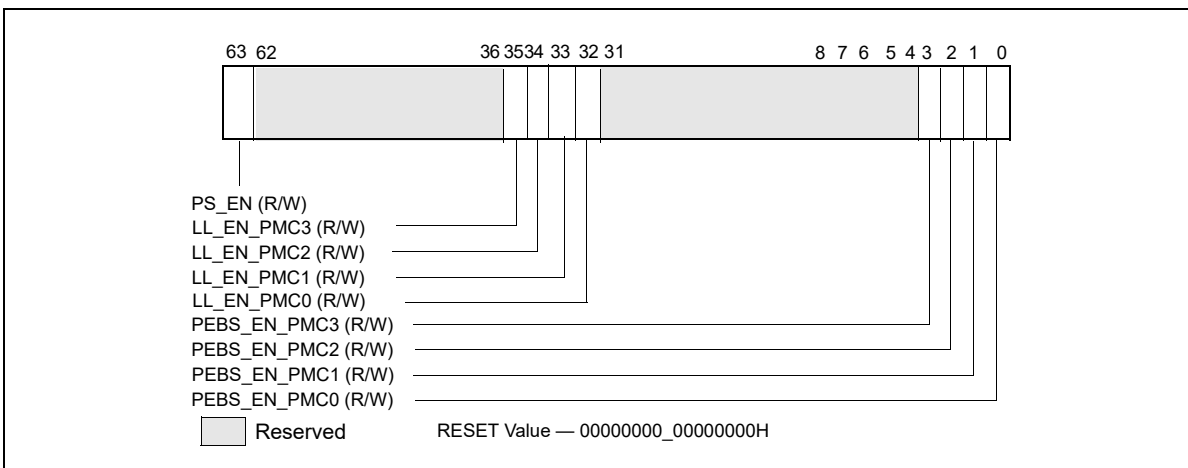 63 62 36 35 34 33 32 31 8 7 6 5 4 3 2 1 0
PS_EN (R/W)
LL_EN_PMC3 (R/W)
LL_EN_PMC2 (R/W)
LL_EN_PMC1 (R/W)
LL_EN_PMC0 (R/W)
PEBS_EN_PMC3 (R/W)
PEBS_EN_PMC2 (R/W)
PEBS_EN_PMC1 (R/W)
PEBS_EN_PMC0 (R/W)
Reserved RESET Value — 00000000_00000000H